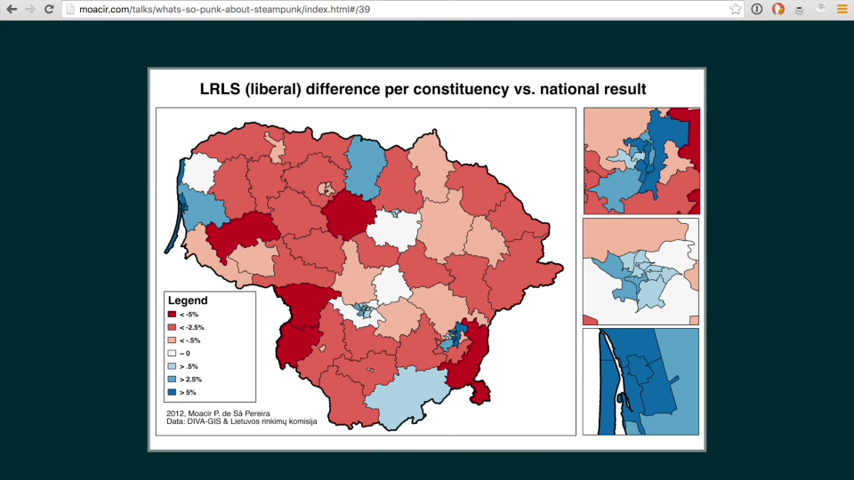 moacir.com/talks/whats-so-punk-about-steampunk/index.html#/39
LRLS (liberal) difference per constituency vs. national result
Legend
< -5%
< -2.5%
< -.5%
~ 0
> .5%
> 2.5%
> 5%
2012, Moacir P. de Sá Pereira
Data: DIVA-GIS & Lietuvos rinkimų komisija